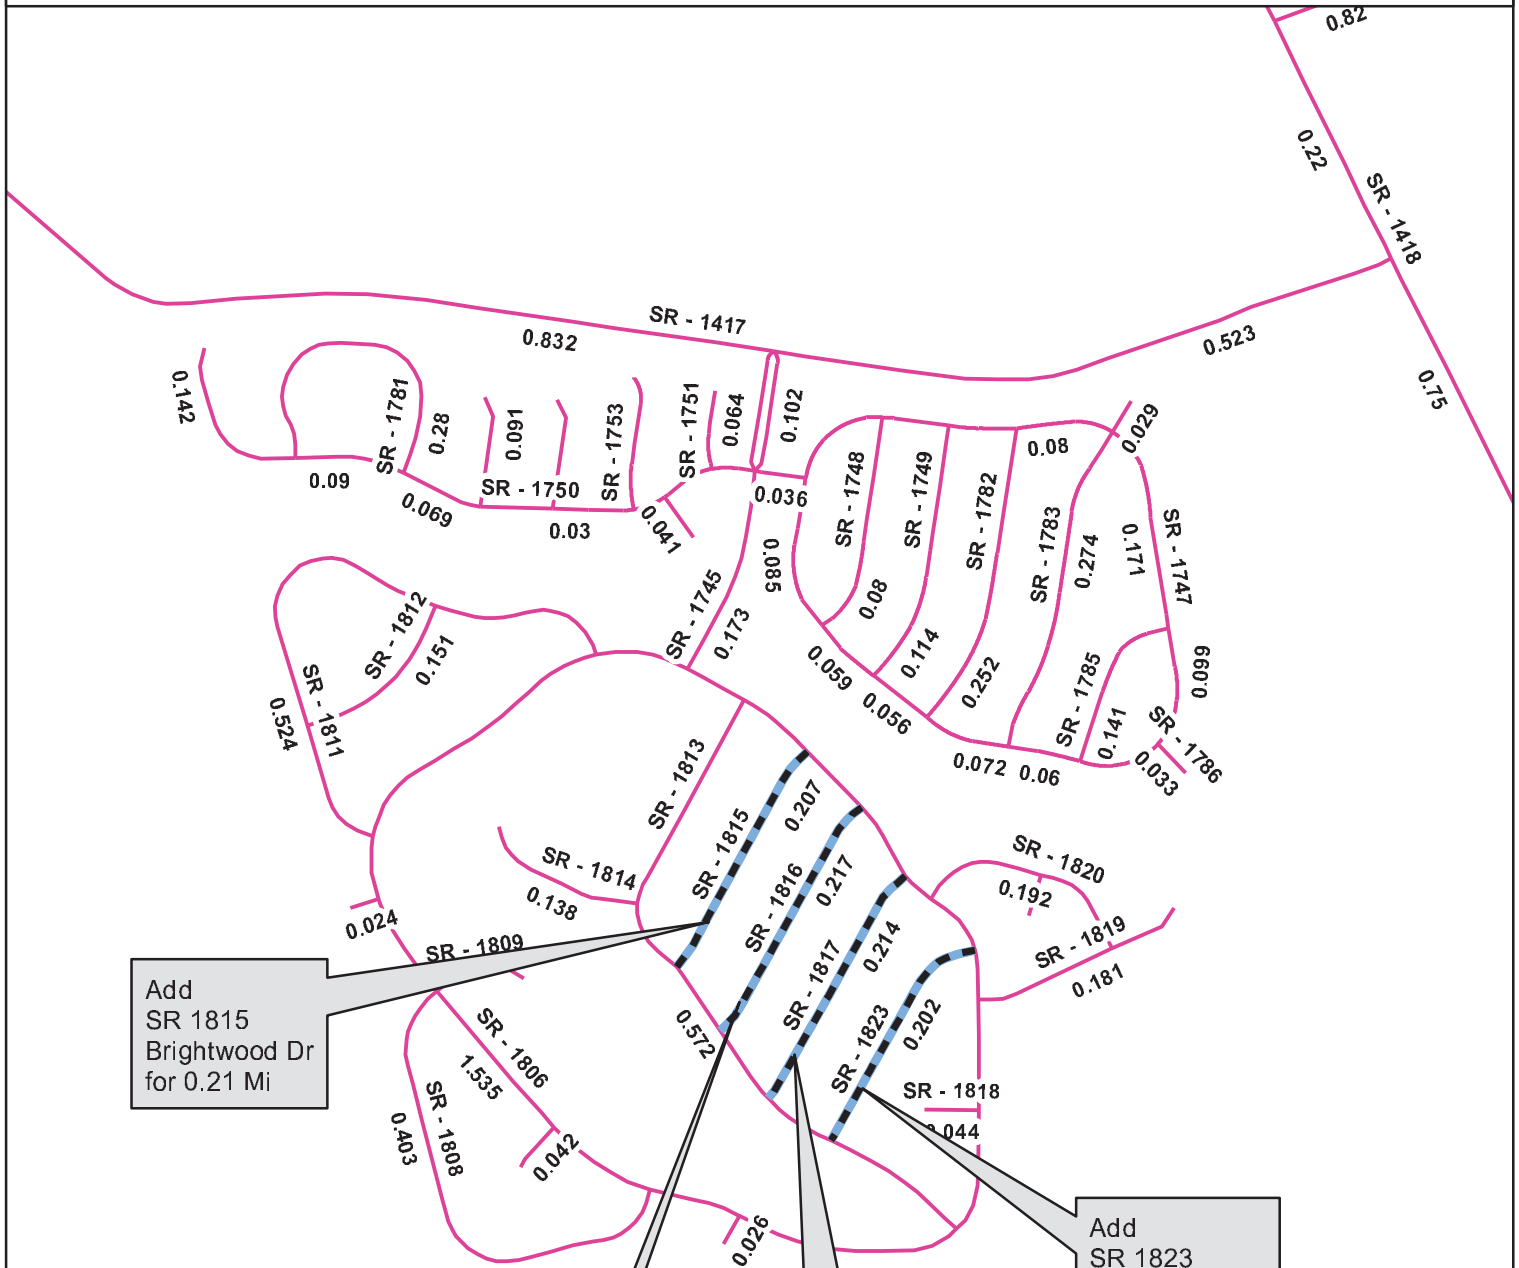 0.82
0.22
SR - 1418
SR - 1417
0.832
0.523
0.75
0.142
SR - 1781
0.28
0.091
SR - 1753
SR - 1751
0.064
0.102
0.029
0.08
0.09
0.069
SR - 1750
0.03
0.041
0.036
SR - 1748
SR - 1749
SR - 1782
SR - 1783
0.274
0.171
SR - 1747
0.085
SR - 1745
0.173
0.08
0.114
0.252
0.059
0.056
0.072
0.06
SR - 1785
0.141
0.099
SR - 1786
0.033
SR - 1812
0.151
SR - 1811
0.524
SR - 1813
SR - 1815
0.207
SR - 1814
0.138
SR - 1816
0.217
SR - 1820
0.192
SR - 1819
0.181
0.024
SR - 1809
SR - 1817
0.214
Add
SR 1815
Brightwood Dr
for 0.21 Mi
0.572
SR - 1823
0.202
SR - 1806
1.535
SR - 1818
0.044
SR - 1808
0.403
0.042
0.026
Add
SR 1823